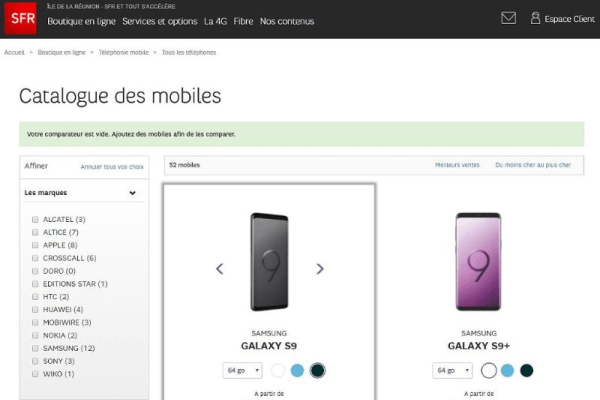 ÎLE DE LA RÉUNION - SFR ET TOUT S'ACCÉLÈRE
SFR
Boutique en ligne Services et options La 4G Fibre Nos contenus
Espace Client
Accueil > Boutique en ligne > Téléphonie mobile > Tous les téléphones
Catalogue des mobiles
Votre comparateur est vide. Ajoutez des mobiles afin de les comparer.
Affiner Annuler tous vos choix
52 mobiles Meilleurs ventes Du moins cher au plus cher
Les marques
ALCATEL (3)
ALTICE (7)
APPLE (8)
CROSSCALL (6)
DORO (0)
EDITIONS STAR (1)
HTC (2)
HUAWEI (4)
MOBIWIRE (3)
NOKIA (2)
SAMSUNG (12)
SONY (3)
WIKO (1)
9
SAMSUNG
GALAXY S9
64 go
A partir de
9
SAMSUNG
GALAXY S9+
64 go
A partir de